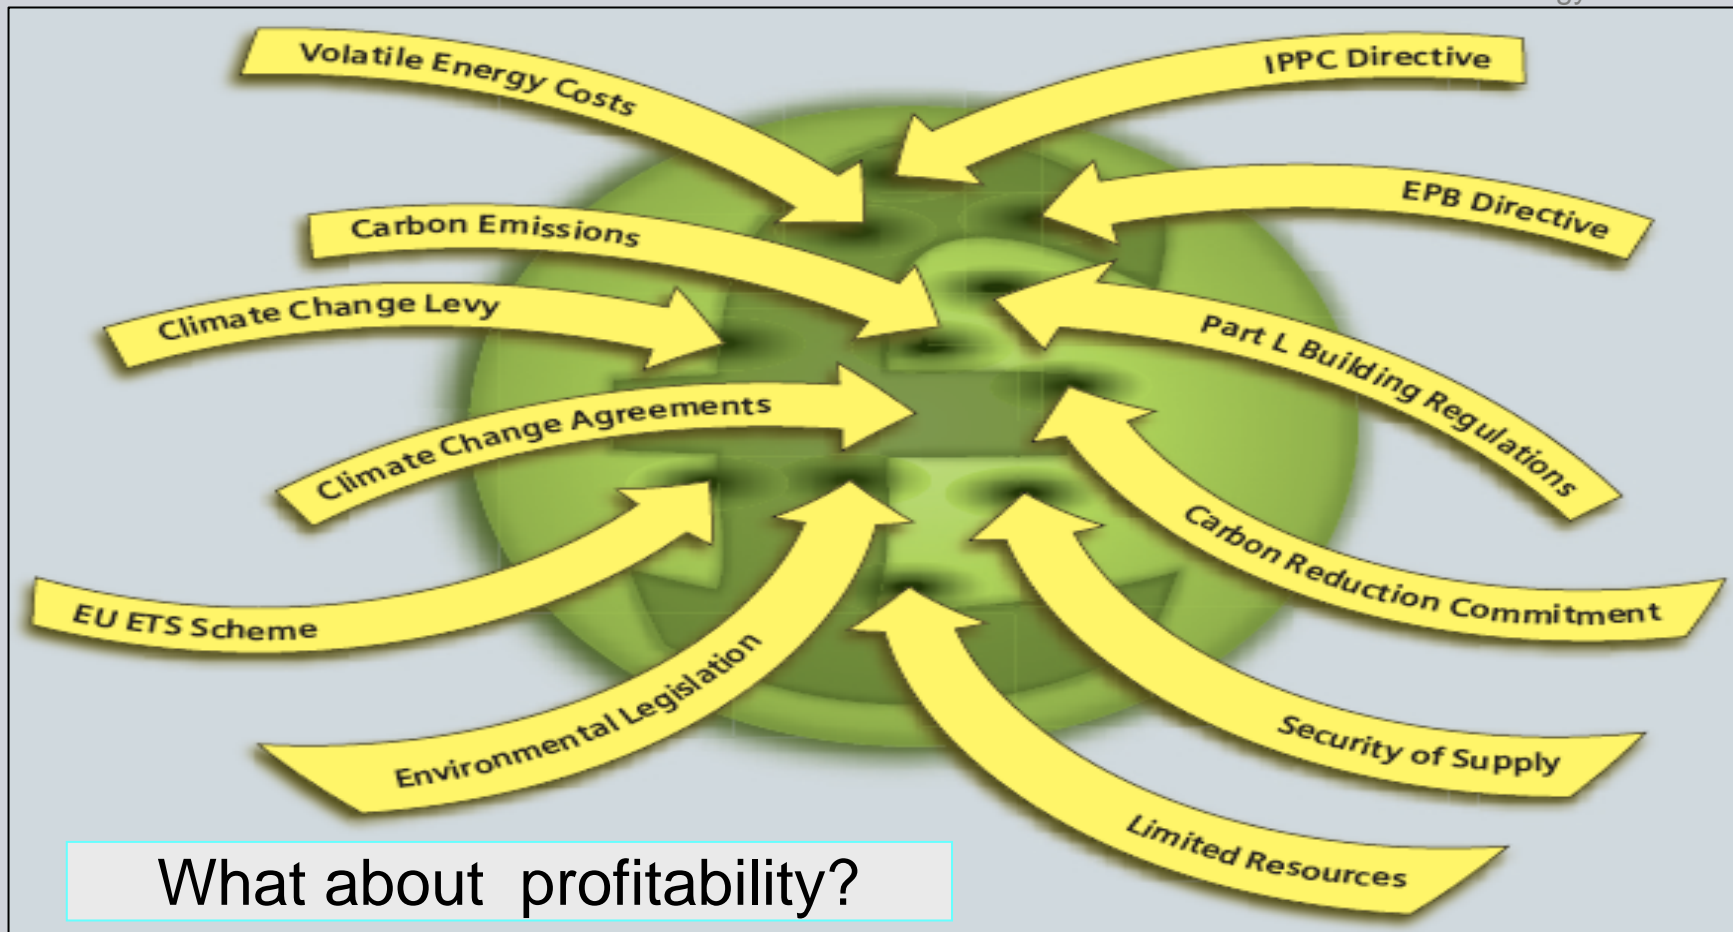 Volatile Energy Costs
IPPC Directive
EPB Directive
Carbon Emissions
Climate Change Levy
Part L Building Regulations
Climate Change Agreements
Carbon Reduction Commitment
EU ETS Scheme
Environmental Legislation
Security of Supply
Limited Resources
What about  profitability?